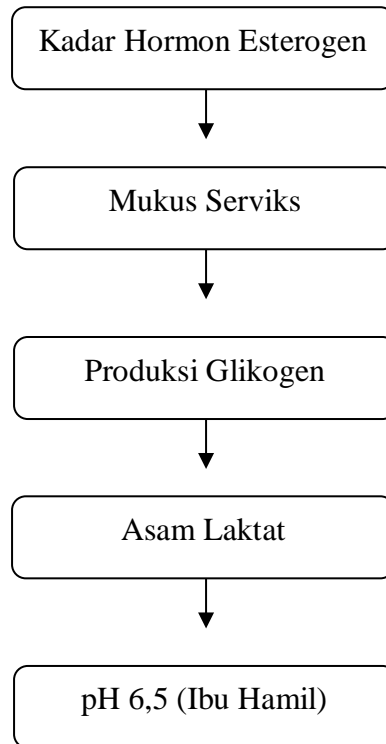 Kadar Hormon Esterogen
Mukus Serviks
Produksi Glikogen
Asam Laktat
pH 6,5 (Ibu Hamil)